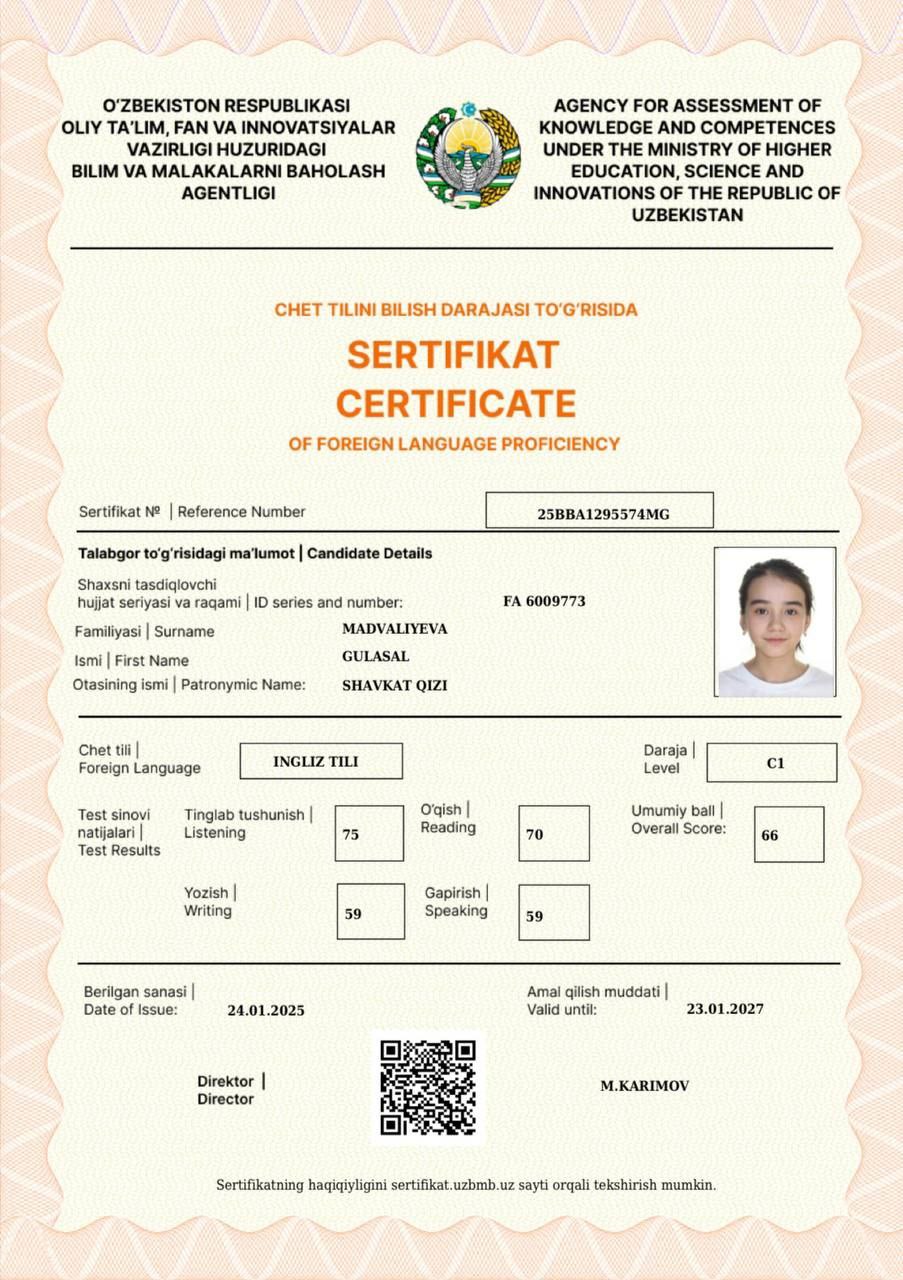 O‘ZBEKISTON RESPUBLIKASI
OLIY TA’LIM, FAN VA INNOVATSIYALAR
VAZIRLIGI HUZURIDAGI
BILIM VA MALAKALARNI BAHOLASH
AGENTLIGI
AGENCY FOR ASSESSMENT OF
KNOWLEDGE AND COMPETENCES
UNDER THE MINISTRY OF HIGHER
EDUCATION, SCIENCE AND
INNOVATIONS OF THE REPUBLIC OF
UZBEKISTAN
CHET TILINI BILISH DARAJASI TO‘G‘RISIDA
SERTIFIKAT
CERTIFICATE
OF FOREIGN LANGUAGE PROFICIENCY
Sertifikat № | Reference Number 25BBA1295574MG
Talabgor to‘g‘risidagi ma’lumot | Candidate Details
Shaxsni tasdiqlovchi
hujjat seriyasi va raqami | ID series and number: FA 6009773
Familiyasi | Surname MADVALIYEVA
Ismi | First Name GULASAL
Otasining ismi | Patronymic Name: SHAVKAT QIZI
Chet tili |
Foreign Language
INGLIZ TILI
Daraja |
Level
C1
Test sinovi
natijalari |
Test Results
Tinglab tushunish |
Listening
75
O‘qish |
Reading
70
Umumiy ball |
Overall Score:
66
Yozish |
Writing
59
Gapirish |
Speaking
59
Berilgan sanasi |
Date of Issue: 24.01.2025
Amal qilish muddati |
Valid until: 23.01.2027
Direktor |
Director
M.KARIMOV
Sertifikatning haqiqiyligini sertifikat.uzbmb.uz sayti orqali tekshirish mumkin.